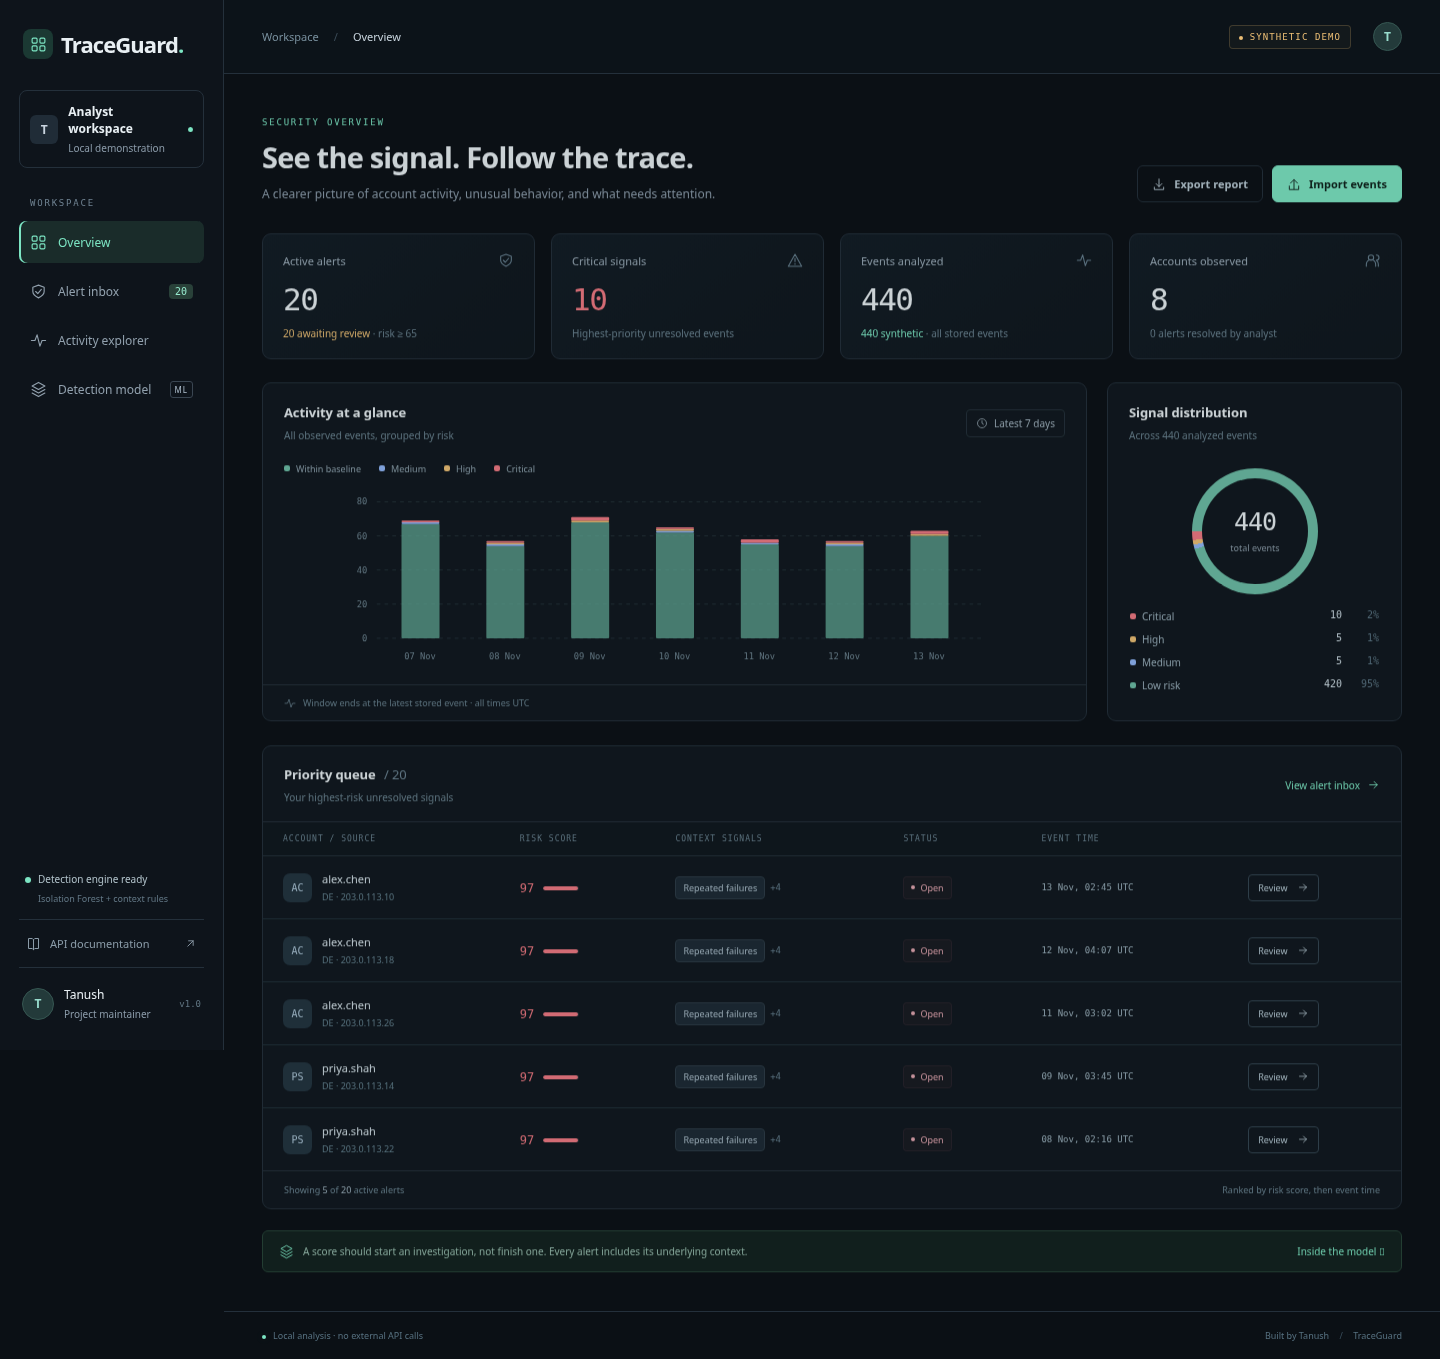 TraceGuard.
T
Analyst workspace
Local demonstration
WORKSPACE
Overview
Alert inbox 20
Activity explorer
Detection model ML
Detection engine ready
Isolation Forest + context rules
API documentation
T
Tanush
Project maintainer
v1.0
Workspace / Overview
SYNTHETIC DEMO
T
SECURITY OVERVIEW
See the signal. Follow the trace.
A clearer picture of account activity, unusual behavior, and what needs attention.
Export report
Import events
Active alerts
20
20 awaiting review · risk ≥ 65
Critical signals
10
Highest-priority unresolved events
Events analyzed
440
440 synthetic · all stored events
Accounts observed
8
0 alerts resolved by analyst
Activity at a glance
All observed events, grouped by risk
Latest 7 days
Within baseline Medium High Critical
80
60
40
20
0
07 Nov 08 Nov 09 Nov 10 Nov 11 Nov 12 Nov 13 Nov
Window ends at the latest stored event · all times UTC
Signal distribution
Across 440 analyzed events
440
total events
Critical 10 2%
High 5 1%
Medium 5 1%
Low risk 420 95%
Priority queue / 20
Your highest-risk unresolved signals
View alert inbox
ACCOUNT / SOURCE RISK SCORE CONTEXT SIGNALS STATUS EVENT TIME
AC alex.chen
DE · 203.0.113.10
97 Repeated failures +4 Open 13 Nov, 02:45 UTC Review
AC alex.chen
DE · 203.0.113.18
97 Repeated failures +4 Open 12 Nov, 04:07 UTC Review
AC alex.chen
DE · 203.0.113.26
97 Repeated failures +4 Open 11 Nov, 03:02 UTC Review
PS priya.shah
DE · 203.0.113.14
97 Repeated failures +4 Open 09 Nov, 03:45 UTC Review
PS priya.shah
DE · 203.0.113.22
97 Repeated failures +4 Open 08 Nov, 02:16 UTC Review
Showing 5 of 20 active alerts
Ranked by risk score, then event time
A score should start an investigation, not finish one. Every alert includes its underlying context.
Inside the model
Local analysis · no external API calls
Built by Tanush / TraceGuard